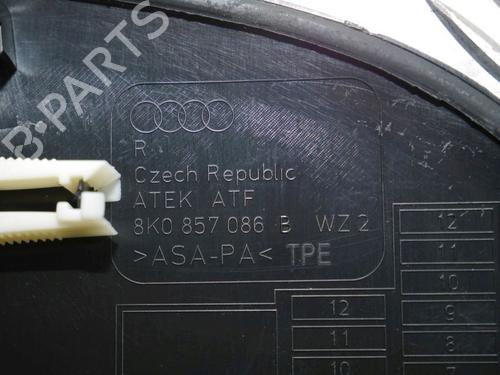 B-PARTS
R
Czech Republic
ATEK ATF
8K0 857 086 B WZ 2
>ASA-PA< TPE
12
11
10
9
8
7
12
11
10